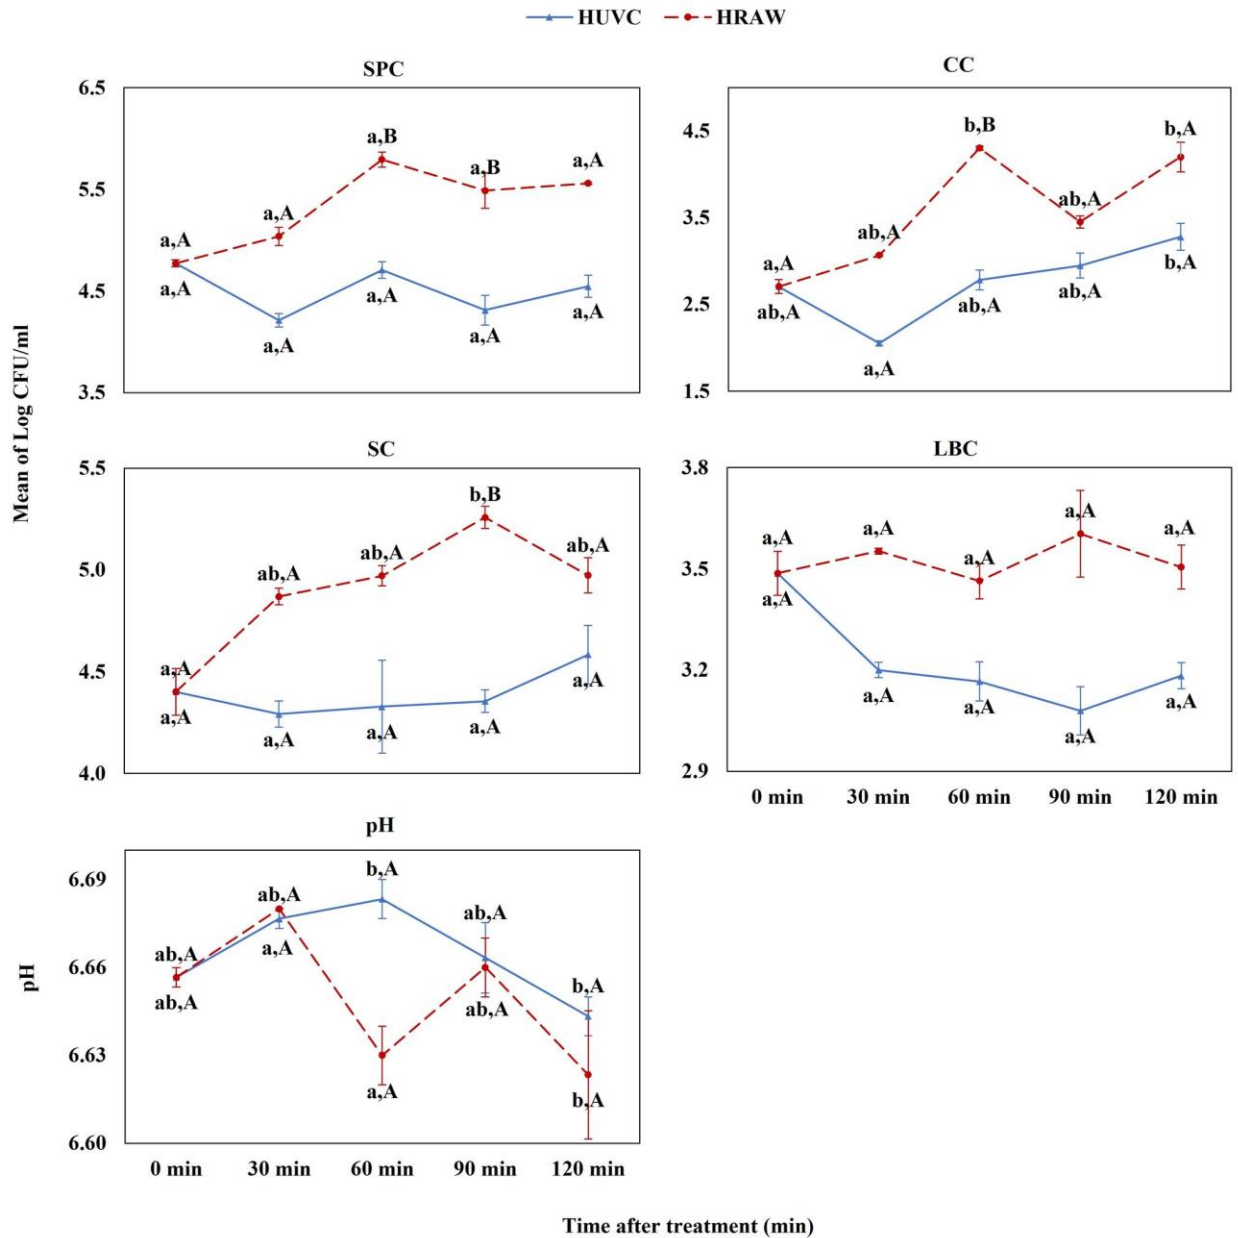 HUVC HRAW
SPC
6.5
5.5
4.5
3.5
a,A
a,A
a,B
a,B
a,A
a,A
a,A
a,A
a,A
a,A
CC
4.5
3.5
2.5
1.5
a,A
ab,A
b,B
ab,A
b,A
ab,A
a,A
ab,A
ab,A
b,A
Mean of Log CFU/ml
SC
5.5
5.0
4.5
4.0
a,A
ab,A
ab,A
b,B
ab,A
a,A
a,A
a,A
a,A
a,A
LBC
3.8
3.5
3.2
2.9
a,A
a,A
a,A
a,A
a,A
a,A
a,A
a,A
a,A
a,A
0 min 30 min 60 min 90 min 120 min
pH
pH
6.69
6.66
6.63
6.60
ab,A
ab,A
b,A
ab,A
b,A
ab,A
a,A
a,A
ab,A
b,A
0 min 30 min 60 min 90 min 120 min
Time after treatment (min)